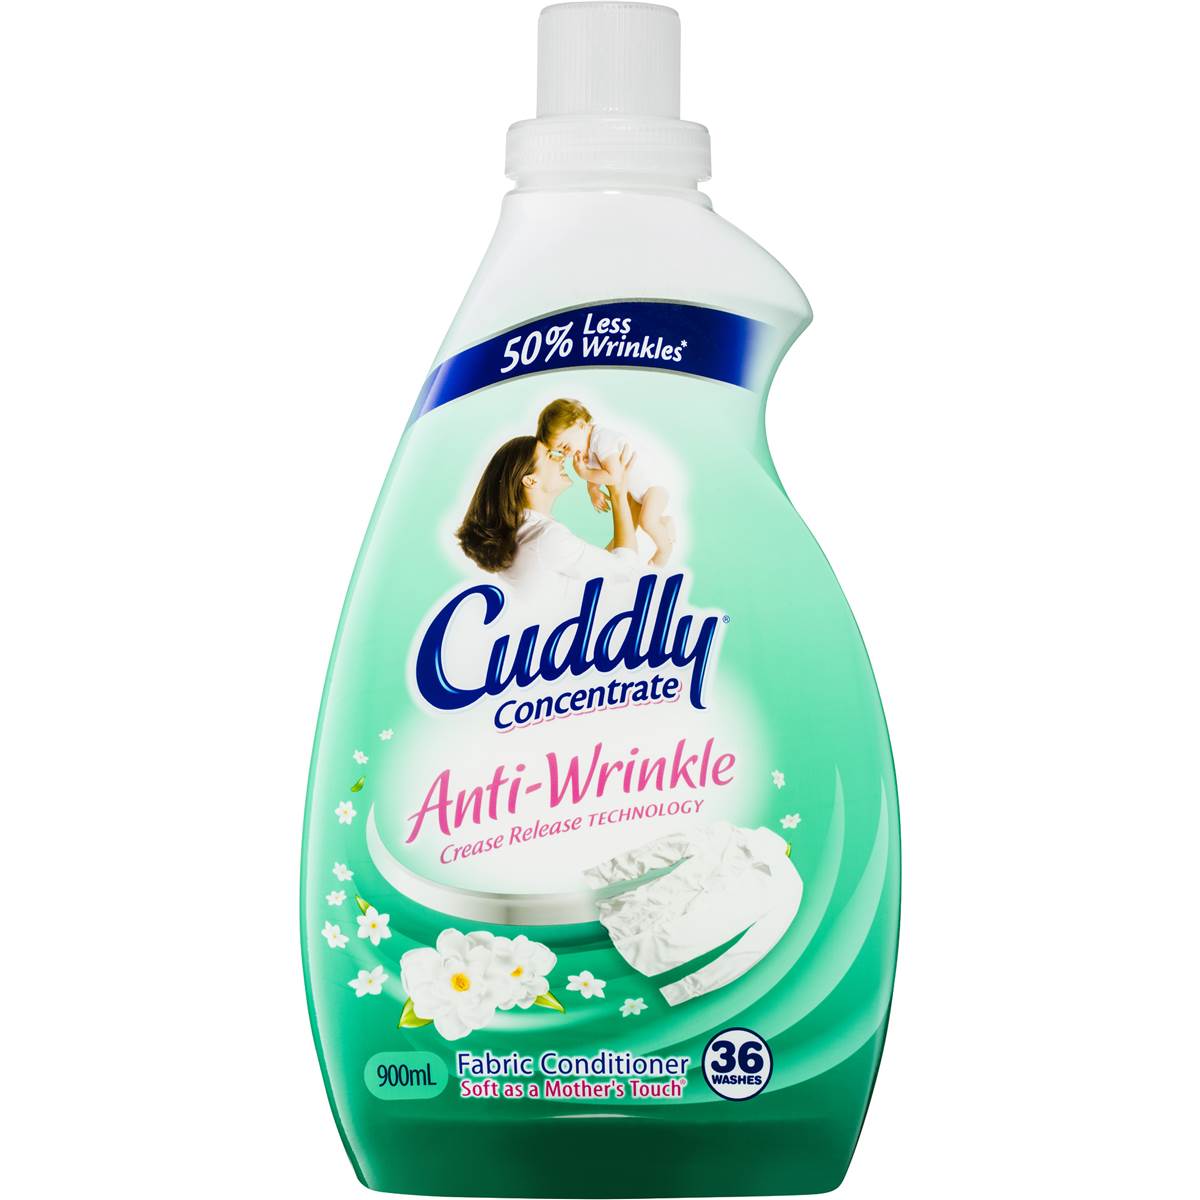 50% Less
Wrinkles*
Cuddly®
Concentrate
Anti-Wrinkle
Crease Release TECHNOLOGY
900mL
Fabric Conditioner
Soft as a Mother's Touch®
36
WASHES